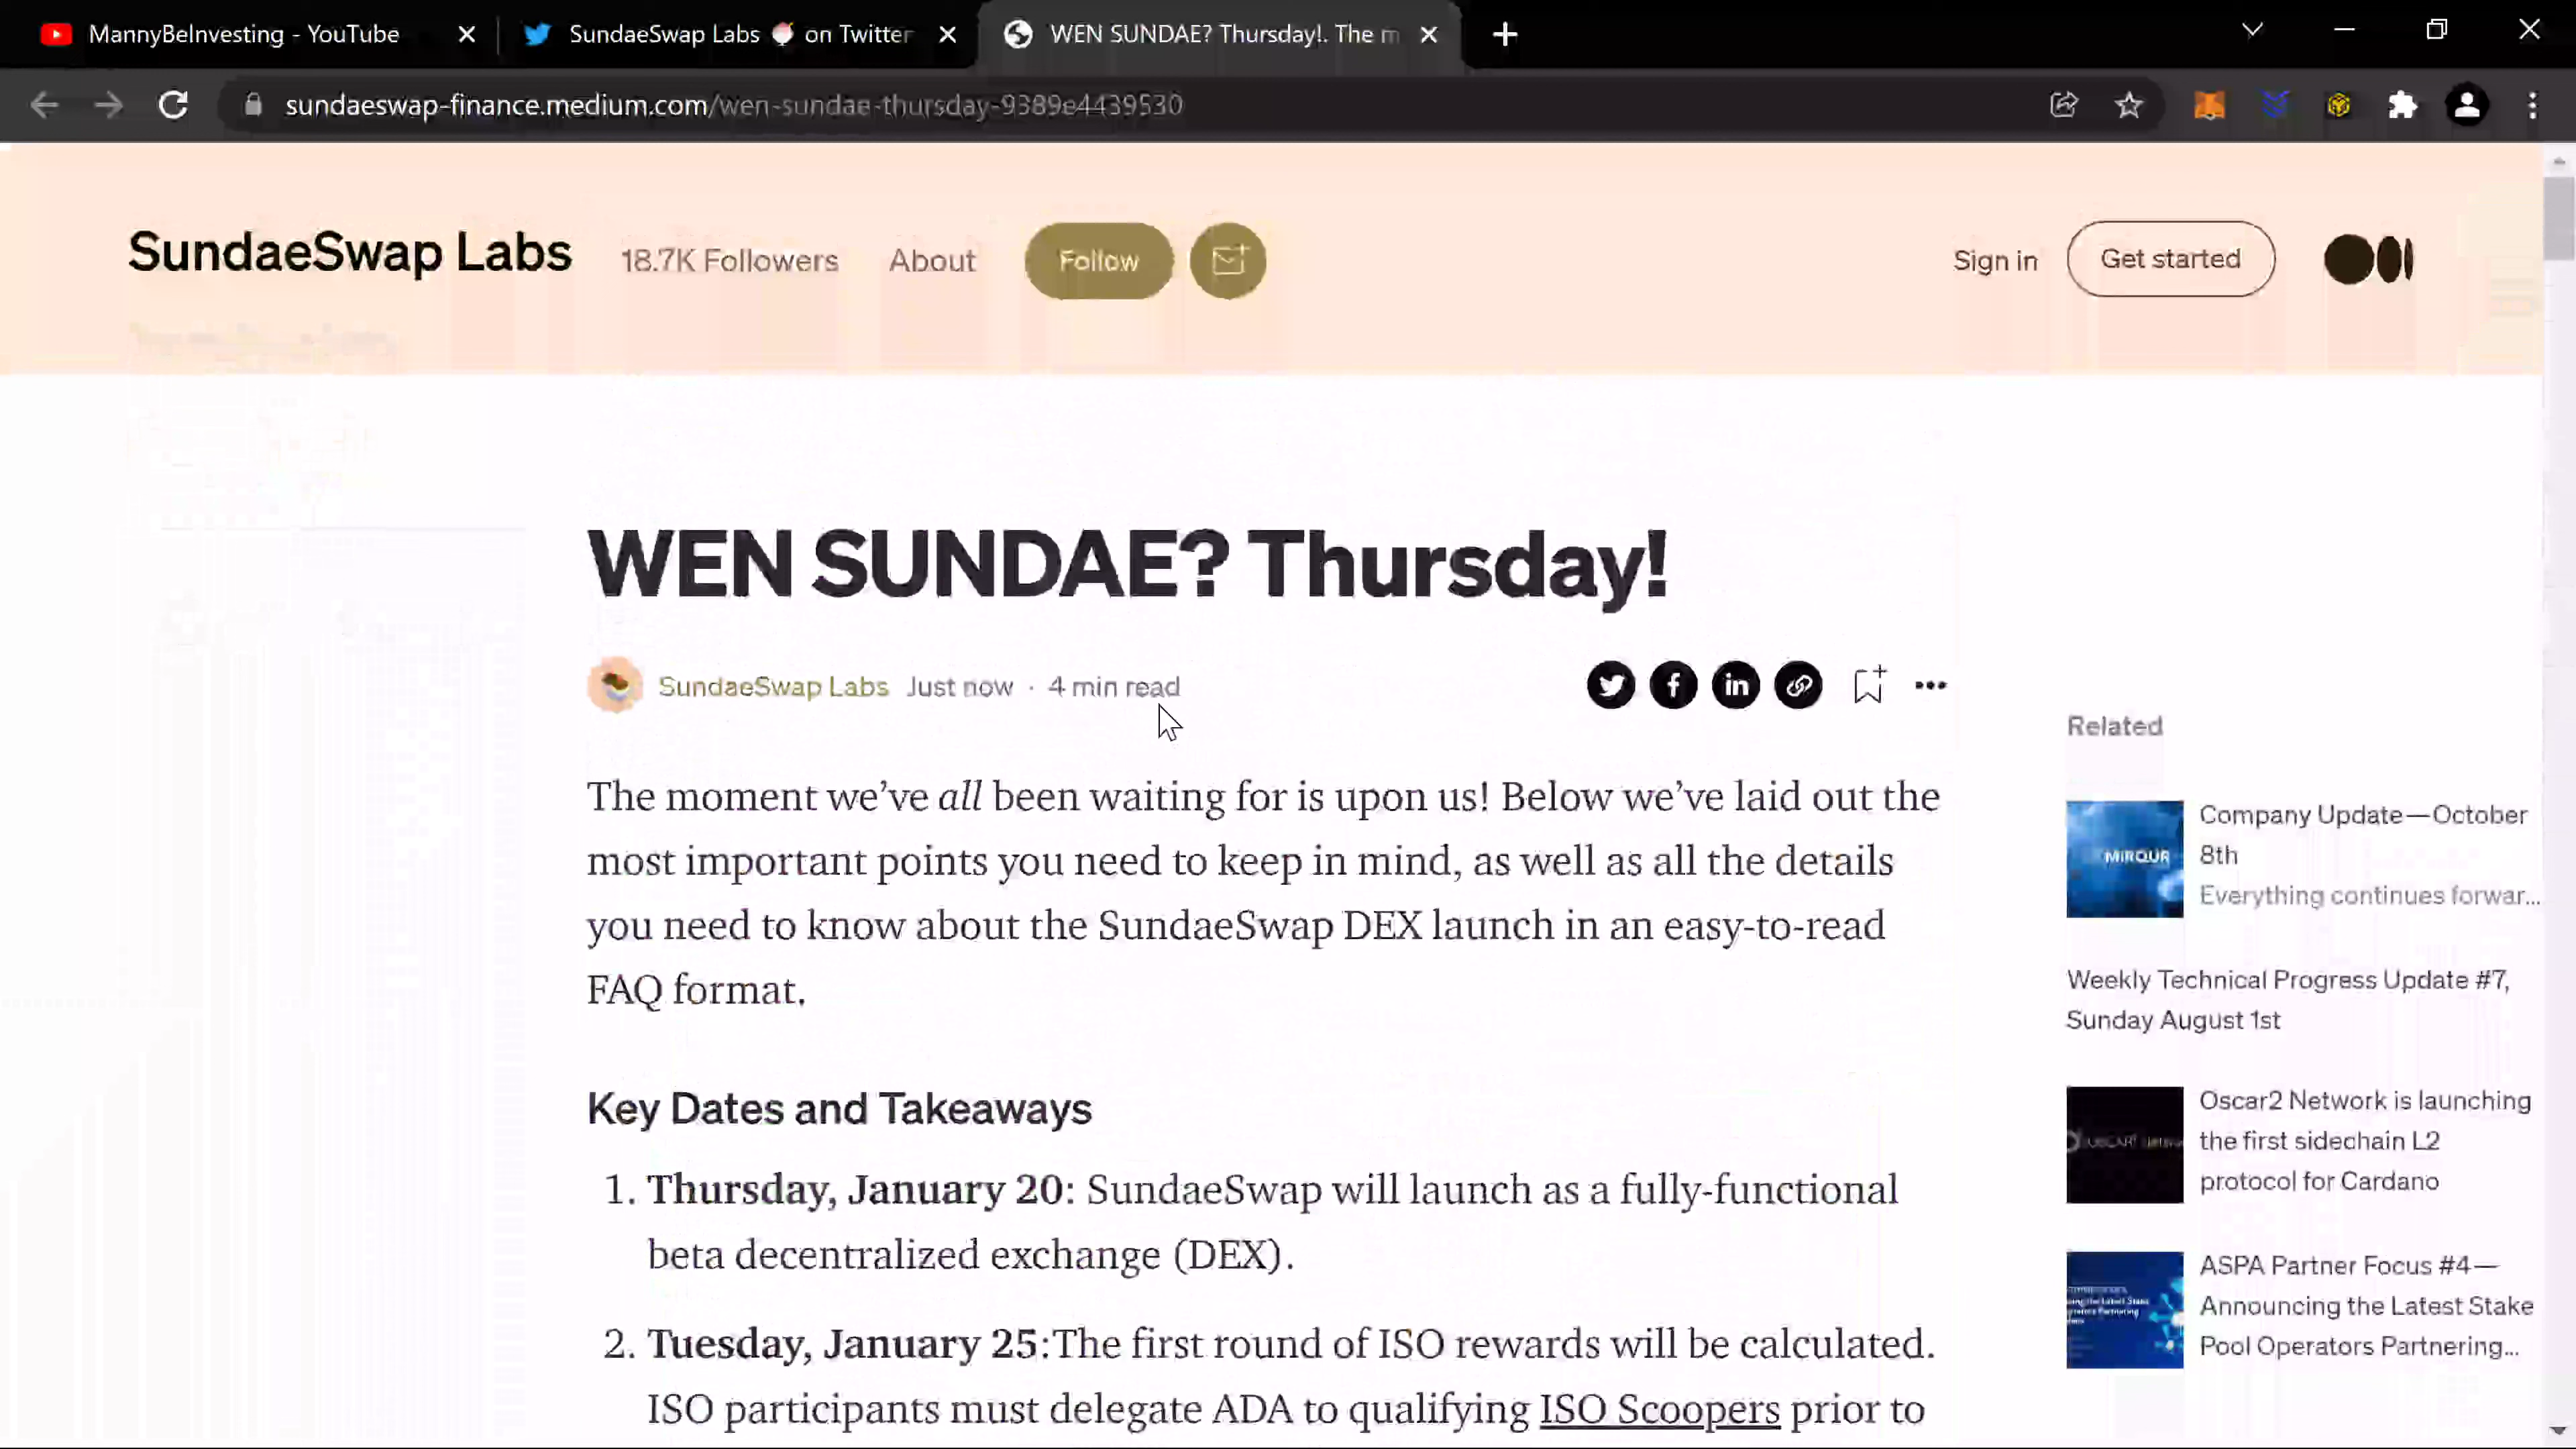 MannyBeInvesting - YouTube
SundaeSwap Labs on Twitter
WEN SUNDAE? Thursday!. The m
sundaeswap-finance.medium.com/wen-sundae-thursday-9389e4439530
SundaeSwap Labs 18.7K Followers About Follow
Sign in Get started
WEN SUNDAE? Thursday!
SundaeSwap Labs Just now · 4 min read
The moment we've all been waiting for is upon us! Below we've laid out the
most important points you need to keep in mind, as well as all the details
you need to know about the SundaeSwap DEX launch in an easy-to-read
FAQ format.
Key Dates and Takeaways
1. Thursday, January 20: SundaeSwap will launch as a fully-functional
beta decentralized exchange (DEX).
2. Tuesday, January 25:The first round of ISO rewards will be calculated.
ISO participants must delegate ADA to qualifying ISO Scoopers prior to
Related
MIRQUR
Company Update—October
8th
Everything continues forwar...
Weekly Technical Progress Update #7,
Sunday August 1st
Oscar2 Network is launching
the first sidechain L2
protocol for Cardano
ASPA Partner Focus #4—
Announcing the Latest Stake
Pool Operators Partnering...